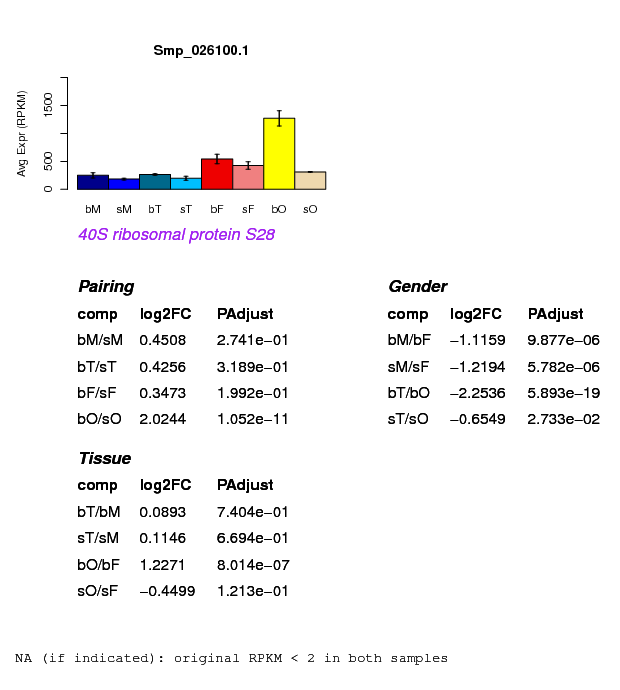 Smp_026100.1
Avg Expr (RPKM)
1500
500
0
bM sM bT sT bF sF bO sO
40S ribosomal protein S28
Pairing
comp log2FC PAdjust
bM/sM 0.4508 2.741e−01
bT/sT 0.4256 3.189e−01
bF/sF 0.3473 1.992e−01
bO/sO 2.0244 1.052e−11
Gender
comp log2FC PAdjust
bM/bF −1.1159 9.877e−06
sM/sF −1.2194 5.782e−06
bT/bO −2.2536 5.893e−19
sT/sO −0.6549 2.733e−02
Tissue
comp log2FC PAdjust
bT/bM 0.0893 7.404e−01
sT/sM 0.1146 6.694e−01
bO/bF 1.2271 8.014e−07
sO/sF −0.4499 1.213e−01
NA (if indicated): original RPKM < 2 in both samples